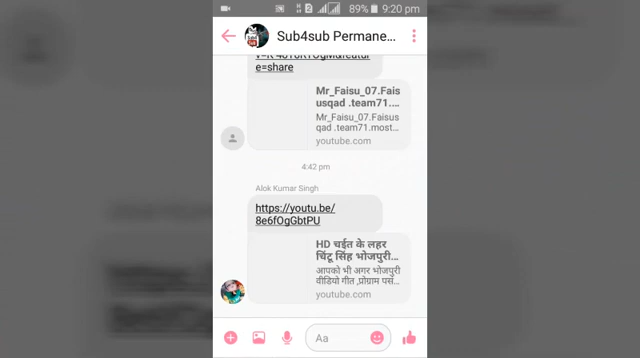 89% 9:20 pm
Sub4sub Permane...
e=share
Mr_Faisu_07.Fais
usqad .team71....
Mr_Faisu_07.Faisus
qad .team71.most...
youtube.com
4:42 pm
Alok Kumar Singh
https://youtu.be/
8e6fOgGbtPU
HD चईत के लहर
चिंटू सिंह भोजपुरी...
आपको भी अगर भोजपुरी
वीडियो गीत ,प्रोग्राम पसं...
youtube.com
Aa